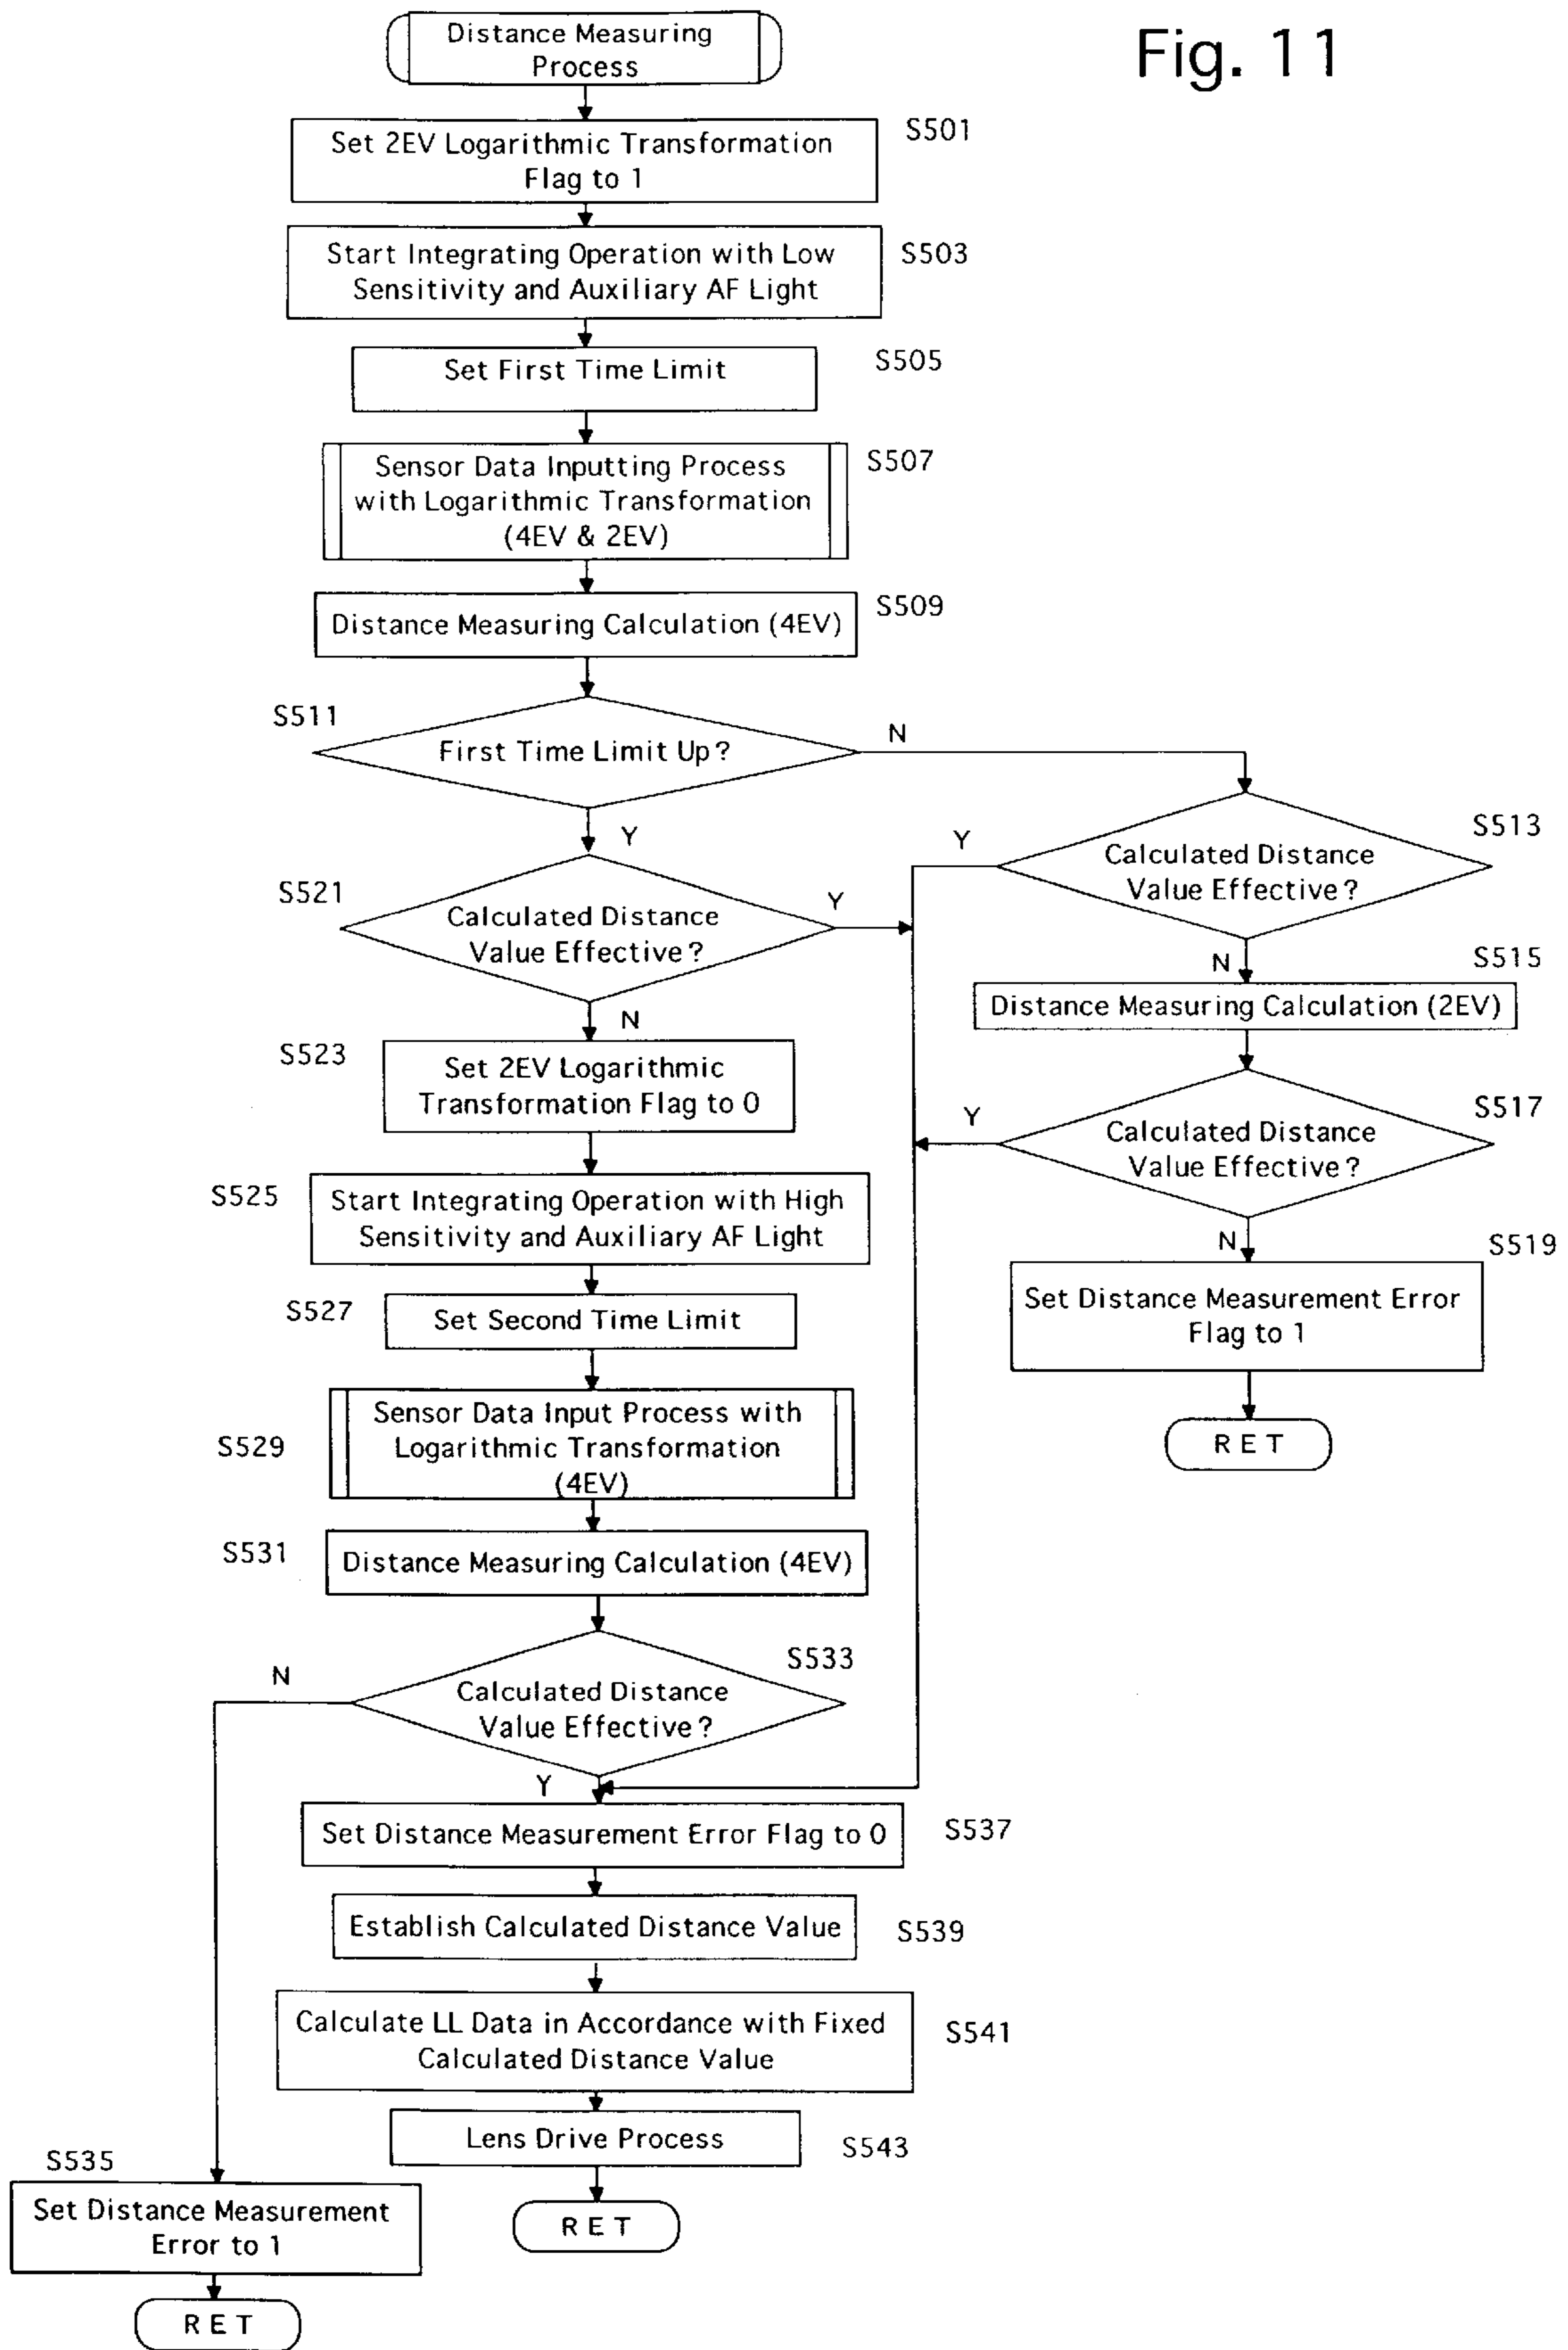 Fig. 11
Distance Measuring
Process
S501
Set 2EV Logarithmic Transformation
Flag to 1
S503
Start Integrating Operation with Low
Sensitivity and Auxiliary AF Light
S505
Set First Time Limit
S507
Sensor Data Inputting Process
with Logarithmic Transformation
(4EV & 2EV)
S509
Distance Measuring Calculation (4EV)
S511
First Time Limit Up?
N
Y
S513
Calculated Distance
Value Effective?
Y
N
S515
Distance Measuring Calculation (2EV)
S517
Calculated Distance
Value Effective?
Y
N
S519
Set Distance Measurement Error
Flag to 1
RET
S521
Calculated Distance
Value Effective?
Y
N
S523
Set 2EV Logarithmic
Transformation Flag to 0
S525
Start Integrating Operation with High
Sensitivity and Auxiliary AF Light
S527
Set Second Time Limit
S529
Sensor Data Input Process with
Logarithmic Transformation
(4EV)
S531
Distance Measuring Calculation (4EV)
S533
Calculated Distance
Value Effective?
N
Y
S537
Set Distance Measurement Error Flag to 0
S539
Establish Calculated Distance Value
S541
Calculate LL Data in Accordance with Fixed
Calculated Distance Value
S543
Lens Drive Process
RET
S535
Set Distance Measurement
Error to 1
RET